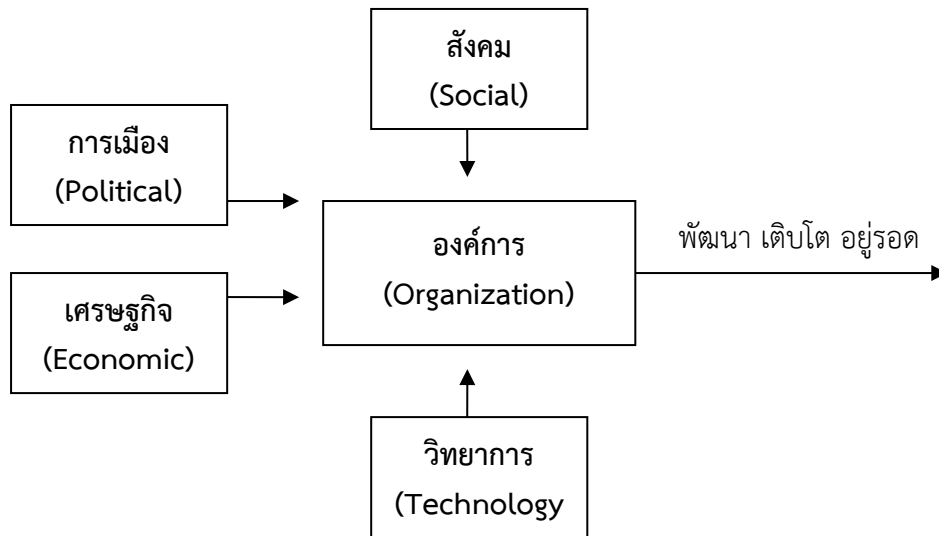 สังคม
(Social)
การเมือง
(Political)
องค์การ
(Organization)
พัฒนา เติบโต อยู่รอด
เศรษฐกิจ
(Economic)
วิทยาการ
(Technology